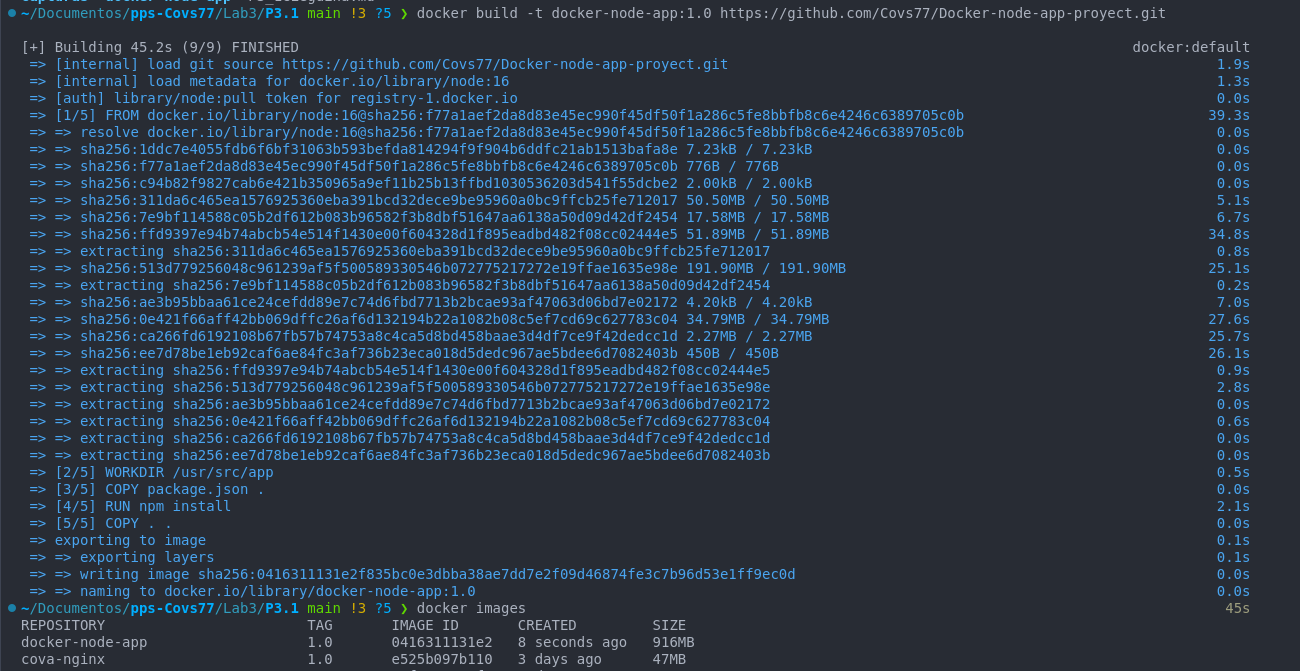 ~/Documentos/pps-Covs77/Lab3/P3.1 main !3 ?5 ❯ docker build -t docker-node-app:1.0 https://github.com/Covs77/Docker-node-app-proyect.git
[+] Building 45.2s (9/9) FINISHED docker:default
=> [internal] load git source https://github.com/Covs77/Docker-node-app-proyect.git 1.9s
=> [internal] load metadata for docker.io/library/node:16 1.3s
=> [auth] library/node:pull token for registry-1.docker.io 0.0s
=> [1/5] FROM docker.io/library/node:16@sha256:f77a1aef2da8d83e45ec990f45df50f1a286c5fe8bbfb8c6e4246c6389705c0b 39.3s
=> => resolve docker.io/library/node:16@sha256:f77a1aef2da8d83e45ec990f45df50f1a286c5fe8bbfb8c6e4246c6389705c0b 0.0s
=> => sha256:1ddc7e4055fdb6f6bf31063b593befda814294f9f904b6ddfc21ab1513bafa8e 7.23kB / 7.23kB 0.0s
=> => sha256:f77a1aef2da8d83e45ec990f45df50f1a286c5fe8bbfb8c6e4246c6389705c0b 776B / 776B 0.0s
=> => sha256:c94b82f9827cab6e421b350965a9ef11b25b13ffbd1030536203d541f55dcbe2 2.00kB / 2.00kB 0.0s
=> => sha256:311da6c465ea1576925360eba391bcd32dece9be95960a0bc9ffcb25fe712017 50.50MB / 50.50MB 5.1s
=> => sha256:7e9bf114588c05b2df612b083b96582f3b8dbf51647aa6138a50d09d42df2454 17.58MB / 17.58MB 6.7s
=> => sha256:ffd9397e94b74abcb54e514f1430e00f604328d1f895eadbd482f08cc02444e5 51.89MB / 51.89MB 34.8s
=> => extracting sha256:311da6c465ea1576925360eba391bcd32dece9be95960a0bc9ffcb25fe712017 0.8s
=> => sha256:513d779256048c961239af5f500589330546b072775217272e19ffae1635e98e 191.90MB / 191.90MB 25.1s
=> => extracting sha256:7e9bf114588c05b2df612b083b96582f3b8dbf51647aa6138a50d09d42df2454 0.2s
=> => sha256:ae3b95bbaa61ce24cefdd89e7c74d6fbd7713b2bcae93af47063d06bd7e02172 4.20kB / 4.20kB 7.0s
=> => sha256:0e421f66aff42bb069dffc26af6d132194b22a1082b08c5ef7cd69c627783c04 34.79MB / 34.79MB 27.6s
=> => sha256:ca266fd6192108b67fb57b74753a8c4ca5d8bd458baae3d4df7ce9f42dedcc1d 2.27MB / 2.27MB 25.7s
=> => sha256:ee7d78be1eb92caf6ae84fc3af736b23eca018d5dedc967ae5bdee6d7082403b 450B / 450B 26.1s
=> => extracting sha256:ffd9397e94b74abcb54e514f1430e00f604328d1f895eadbd482f08cc02444e5 0.9s
=> => extracting sha256:513d779256048c961239af5f500589330546b072775217272e19ffae1635e98e 2.8s
=> => extracting sha256:ae3b95bbaa61ce24cefdd89e7c74d6fbd7713b2bcae93af47063d06bd7e02172 0.0s
=> => extracting sha256:0e421f66aff42bb069dffc26af6d132194b22a1082b08c5ef7cd69c627783c04 0.6s
=> => extracting sha256:ca266fd6192108b67fb57b74753a8c4ca5d8bd458baae3d4df7ce9f42dedcc1d 0.0s
=> => extracting sha256:ee7d78be1eb92caf6ae84fc3af736b23eca018d5dedc967ae5bdee6d7082403b 0.0s
=> [2/5] WORKDIR /usr/src/app 0.5s
=> [3/5] COPY package.json . 0.0s
=> [4/5] RUN npm install 2.1s
=> [5/5] COPY . . 0.0s
=> exporting to image 0.1s
=> => exporting layers 0.1s
=> => writing image sha256:0416311131e2f835bc0e3dbba38ae7dd7e2f09d46874fe3c7b96d53e1ff9ec0d 0.0s
=> => naming to docker.io/library/docker-node-app:1.0 0.0s
~/Documentos/pps-Covs77/Lab3/P3.1 main !3 ?5 ❯ docker images 45s
REPOSITORY TAG IMAGE ID CREATED SIZE
docker-node-app 1.0 0416311131e2 8 seconds ago 916MB
cova-nginx 1.0 e525b097b110 3 days ago 47MB